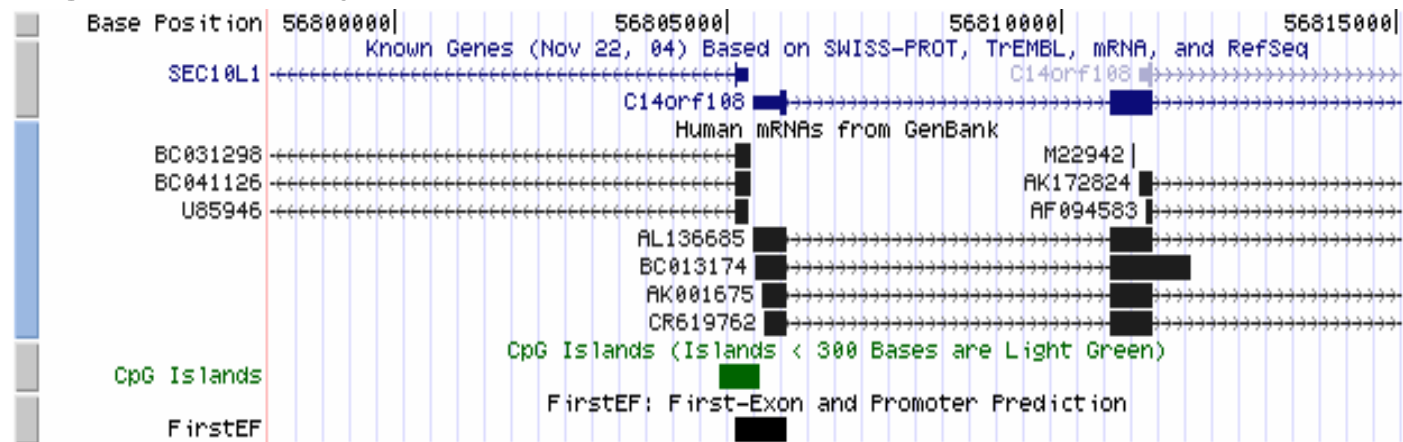 Base Position 56800000| 56805000| 56810000| 56815000|
Known Genes (Nov 22, 04) Based on SWISS-PROT, TrEMBL, mRNA, and RefSeq
SEC10L1 C14orf108
C14orf108
Human mRNAs from GenBank
BC031298 M22942
BC041126 AK172824
U85946 AF094583
AL136685
BC013174
AK001675
CR619762
CpG Islands (Islands < 300 Bases are Light Green)
CpG Islands
FirstEF: First-Exon and Promoter Prediction
FirstEF